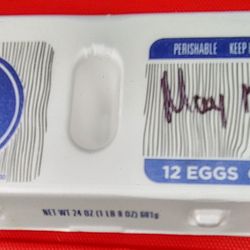 PERISHABLE KEEP
12 EGGS
NET WT 24 OZ (1 LB 8 OZ) 681g